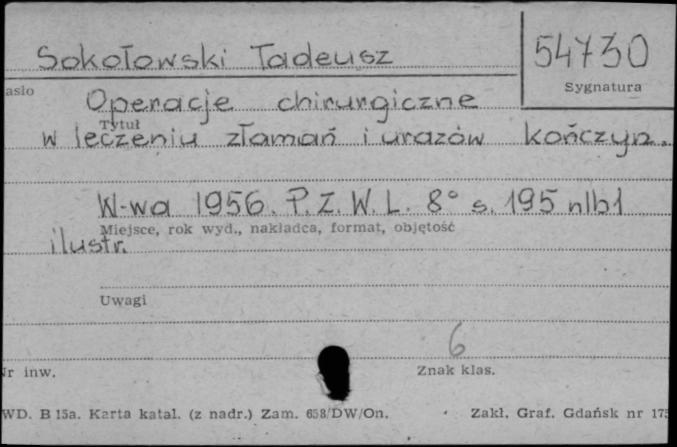 Sokołowski Tadeusz
54730
Sygnatura
asło
Operacje chirurgiczne
Tytuł
w leczeniu złamań i urazów kończyn.
W-wa 1956. P.Z.W.L. 8° s. 195 nlb1
Miejsce, rok wyd., nakładca, format, objętość
ilustr.
Uwagi
6
Nr inw.
Znak klas.
WD. B 15a. Karta katal. (z nadr.) Zam. 658/DW/On.
Zakł. Graf. Gdańsk nr 175